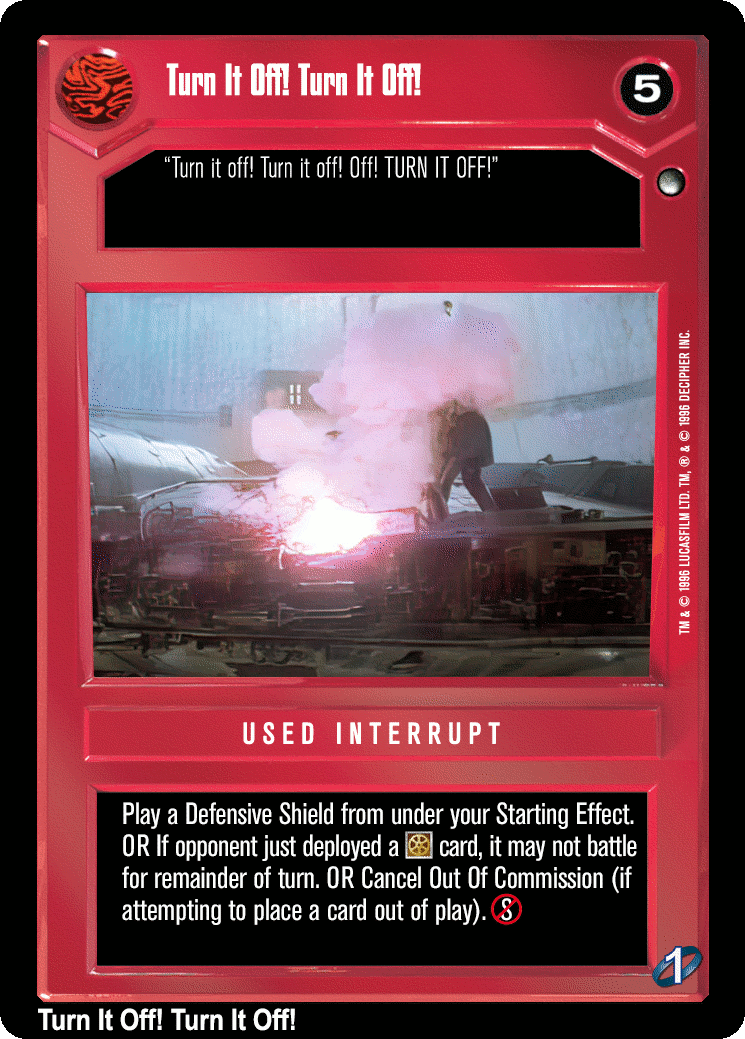 Turn It Off! Turn It Off!
5
“Turn it off! Turn it off! Off! TURN IT OFF!”
TM & © 1996 LUCASFILM LTD. TM, ® & © 1996 DECIPHER INC.
USED INTERRUPT
Play a Defensive Shield from under your Starting Effect.
OR If opponent just deployed a card, it may not battle
for remainder of turn. OR Cancel Out Of Commission (if
attempting to place a card out of play). S
1
Turn It Off! Turn It Off!